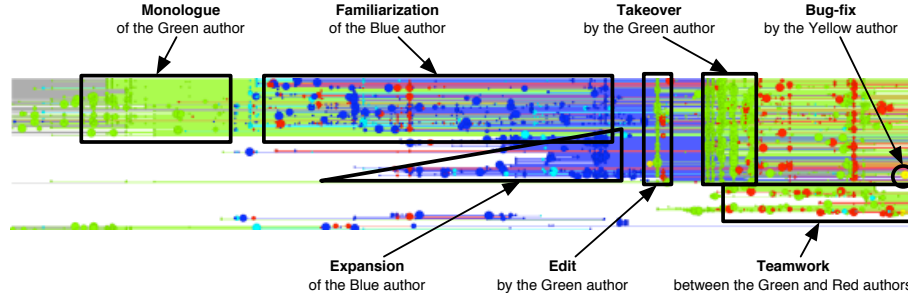 Monologue
of the Green author
Familiarization
of the Blue author
Takeover
by the Green author
Bug-fix
by the Yellow author
Expansion
of the Blue author
Edit
by the Green author
Teamwork
between the Green and Red authors